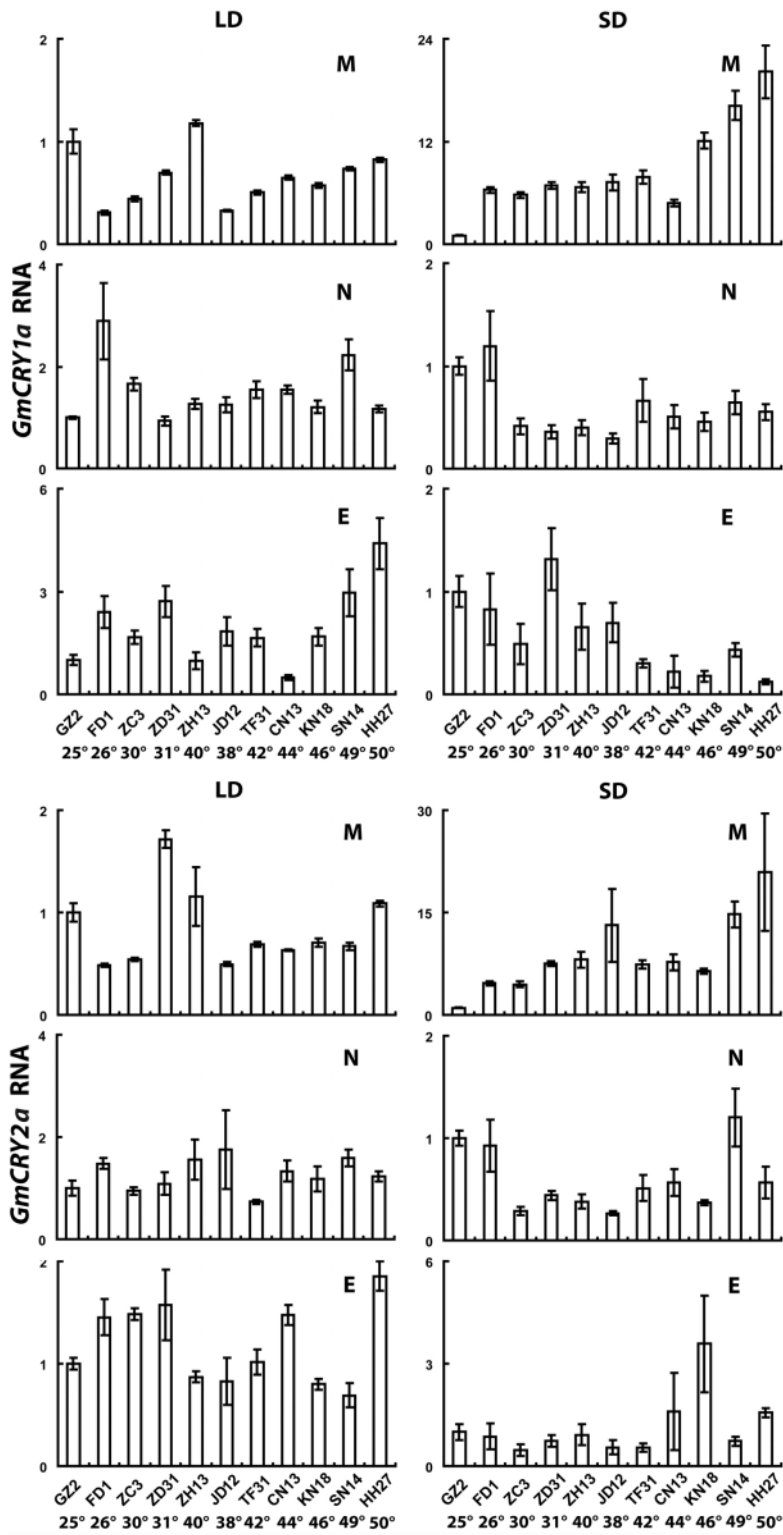 LD SD
2 M 24 M
1 12
0 0
4 N 2 N
2 1
0 0
GmCRY1a RNA
6 E 2 E
3 1
0 0
GZ2 FD1 ZC3 ZD31 ZH13 JD12 TF31 CN13 KN18 SN14 HH27 GZ2 FD1 ZC3 ZD31 ZH13 JD12 TF31 CN13 KN18 SN14 HH27
25° 26° 30° 31° 40° 38° 42° 44° 46° 49° 50° 25° 26° 30° 31° 40° 38° 42° 44° 46° 49° 50°
LD SD
2 M 30 M
1 15
0 0
4 N 2 N
2 1
0 0
GmCRY2a RNA
2 E 6 E
1 3
0 0
GZ2 FD1 ZC3 ZD31 ZH13 JD12 TF31 CN13 KN18 SN14 HH27 GZ2 FD1 ZC3 ZD31 ZH13 JD12 TF31 CN13 KN18 SN14 HH27
25° 26° 30° 31° 40° 38° 42° 44° 46° 49° 50° 25° 26° 30° 31° 40° 38° 42° 44° 46° 49° 50°